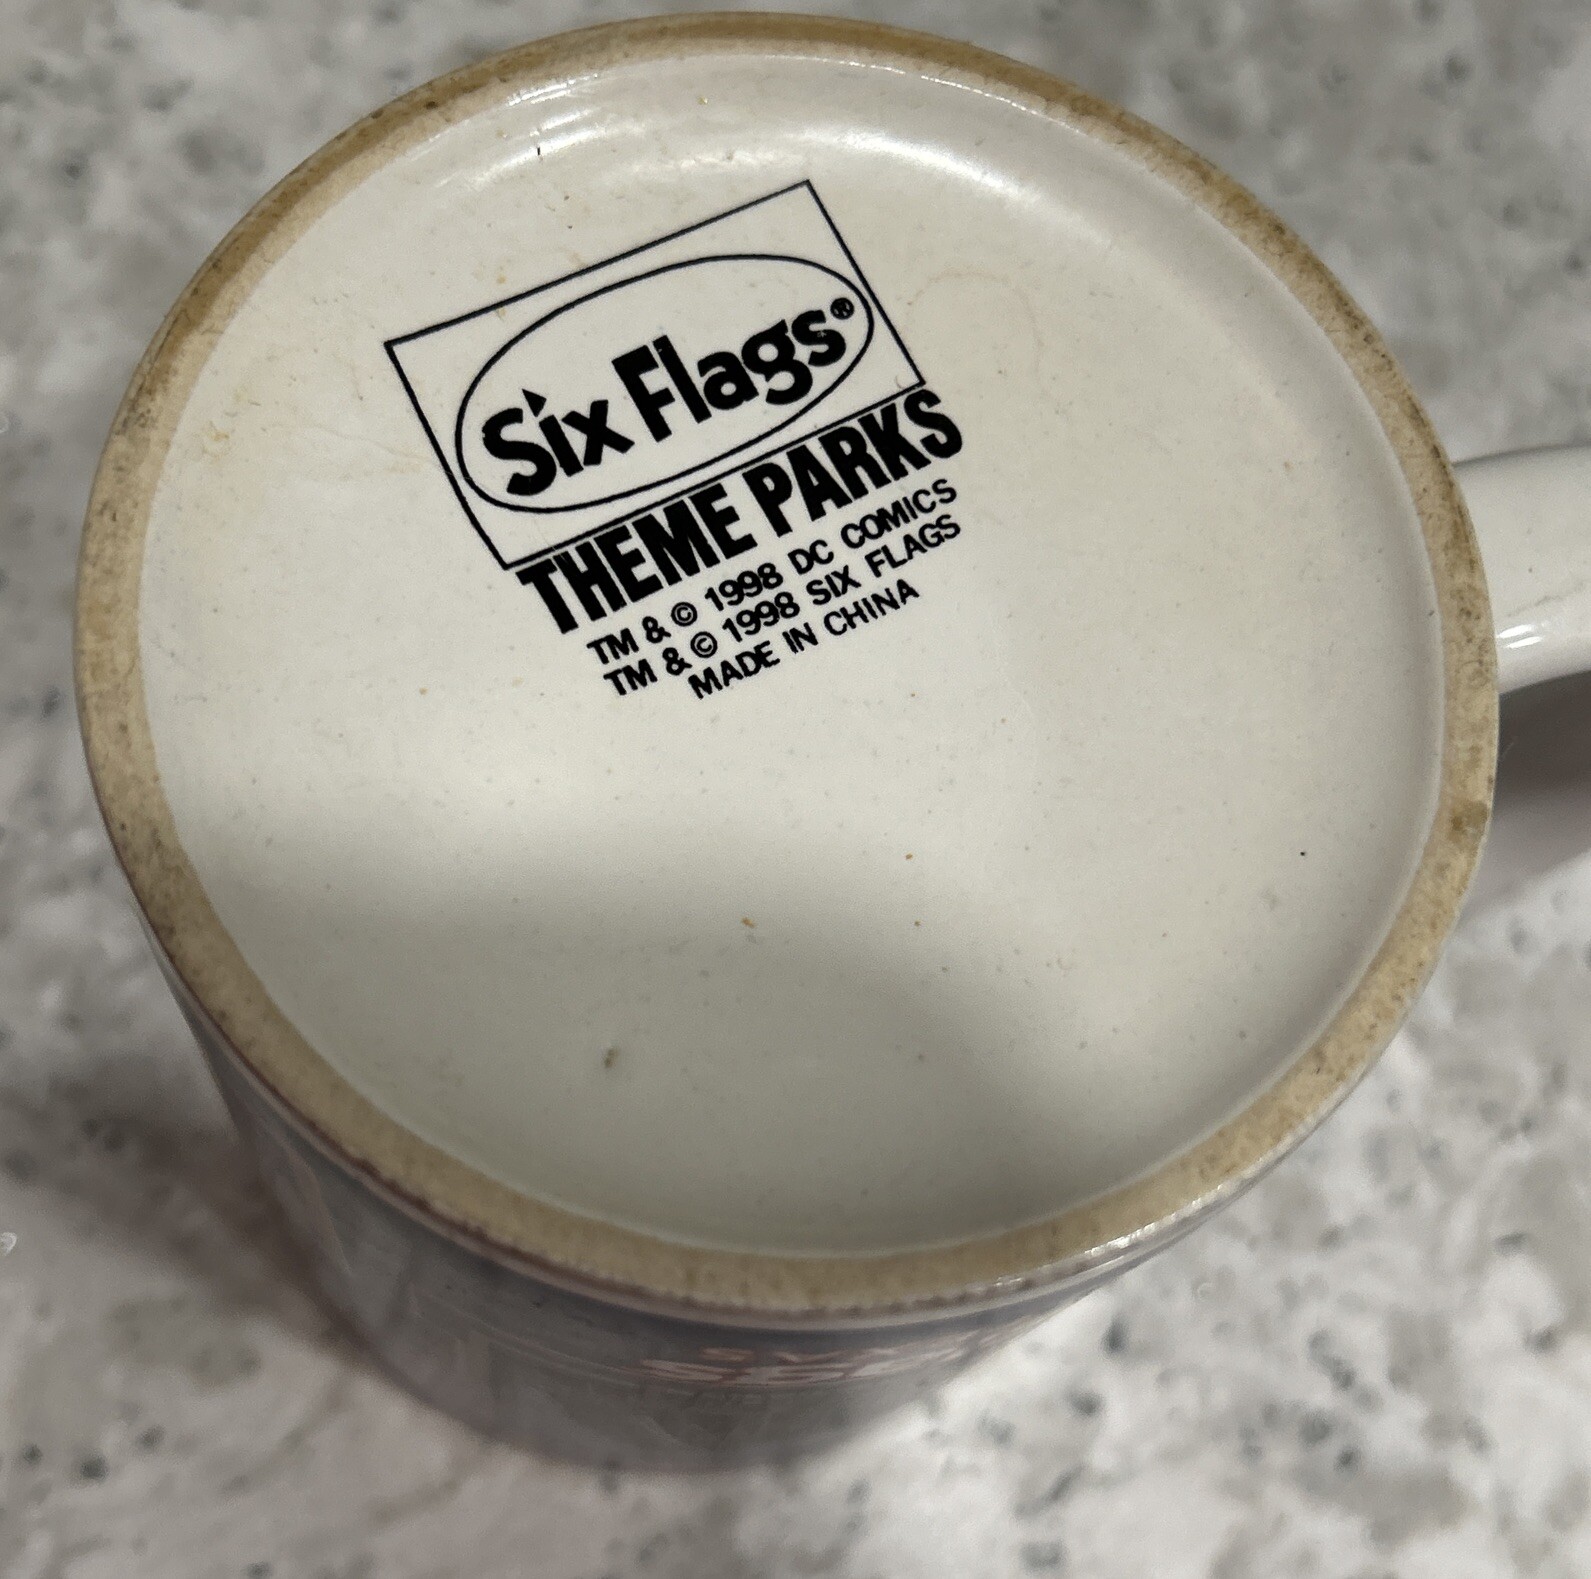 Six Flags®
THEME PARKS
TM & © 1998 DC COMICS
TM & © 1998 SIX FLAGS
MADE IN CHINA